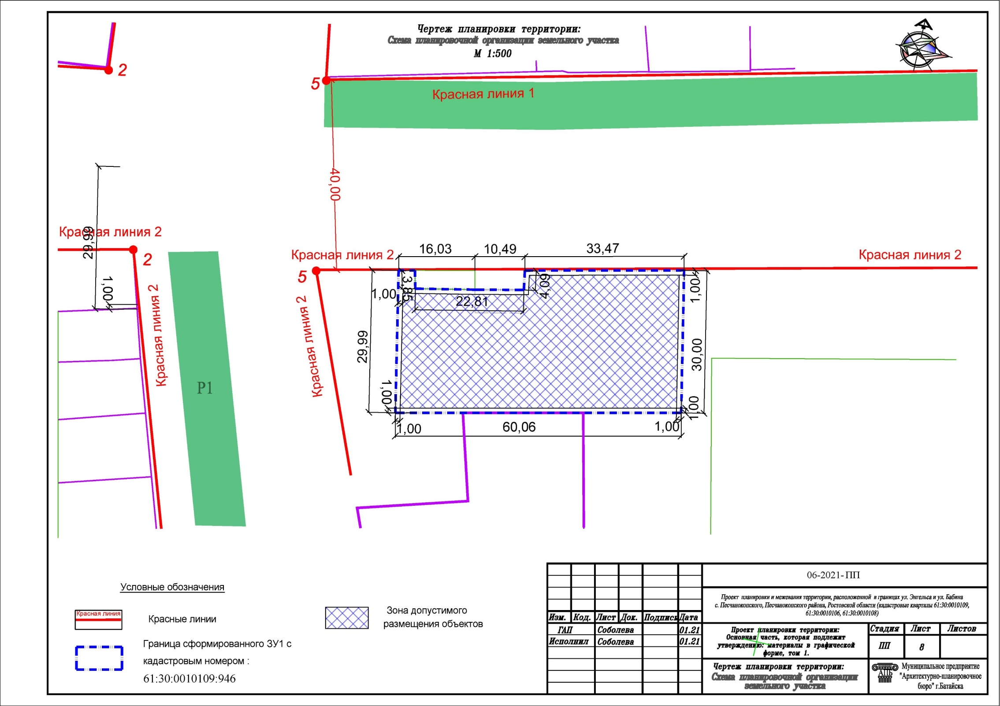 Чертеж планировки территории:
Схема планировочной организации земельного участка
М 1:500
2
5
Красная линия 1
40,00
29,99
Красная линия 2
2
1,00
Красная линия 2
Р1
Красная линия 2
5
Красная линия 2
16,03
10,49
33,47
Красная линия 2
3,85
4,09
1,00
1,00
22,81
29,99
30,00
1,00
1,00
1,00
60,06
1,00
Условные обозначения
Красная линия
Красные линии
Граница сформированного ЗУ1 с
кадастровым номером :
61:30:0010109:946
Зона допустимого
размещения объектов
06-2021-ПП
Проект планировки и межевания территории, расположенной в границах ул. Энгельса и ул. Бабина
с. Песчанокопского, Песчанокопского района, Ростовской области (кадастровые кварталы 61:30:0010109,
61:30:0010106, 61:30:0010108)
Изм. Код. Лист Док. Подпись Дата
ГАП Соболева 01.21
Исполнил Соболева 01.21
Проект планировки территории:
Основная часть, которая подлежит
утверждению: материалы в графической
форме, том 1.
Стадия Лист Листов
ПП 8
Чертеж планировки территории:
Схема планировочной организации
земельного участка
АПБ
Муниципальное предприятие
"Архитектурно-планировочное
бюро" г.Батайска